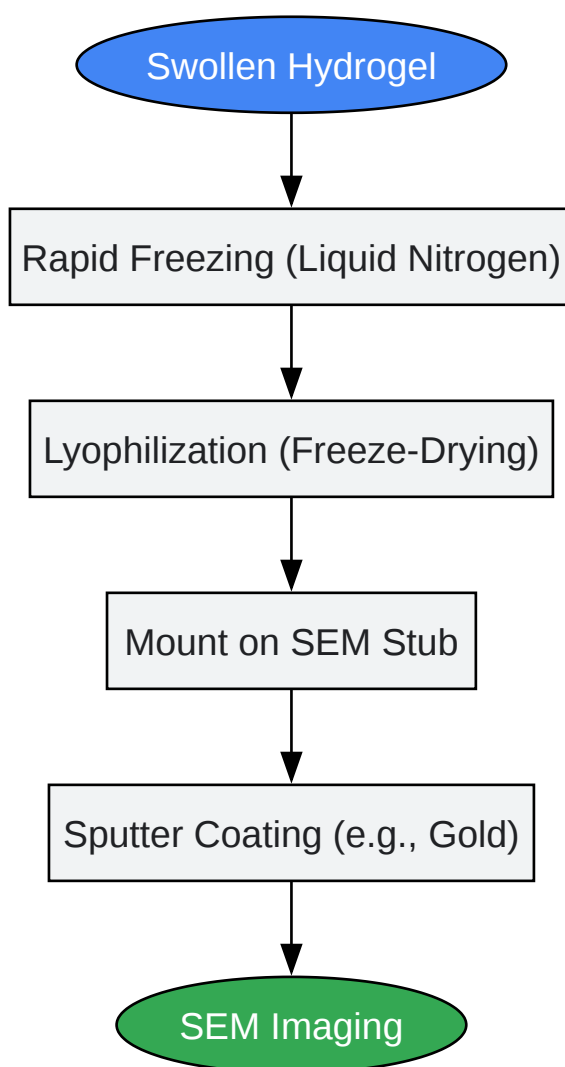 Swollen Hydrogel
Rapid Freezing (Liquid Nitrogen)
Lyophilization (Freeze-Drying)
Mount on SEM Stub
Sputter Coating (e.g., Gold)
SEM Imaging